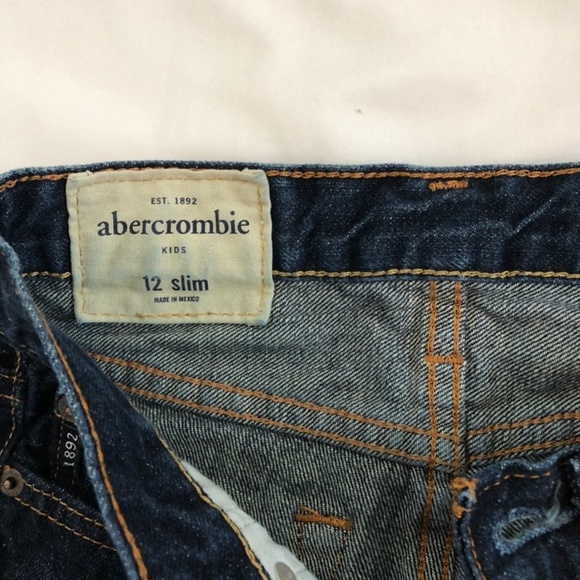 EST. 1892
abercrombie
KIDS
12 slim
MADE IN MEXICO
1892